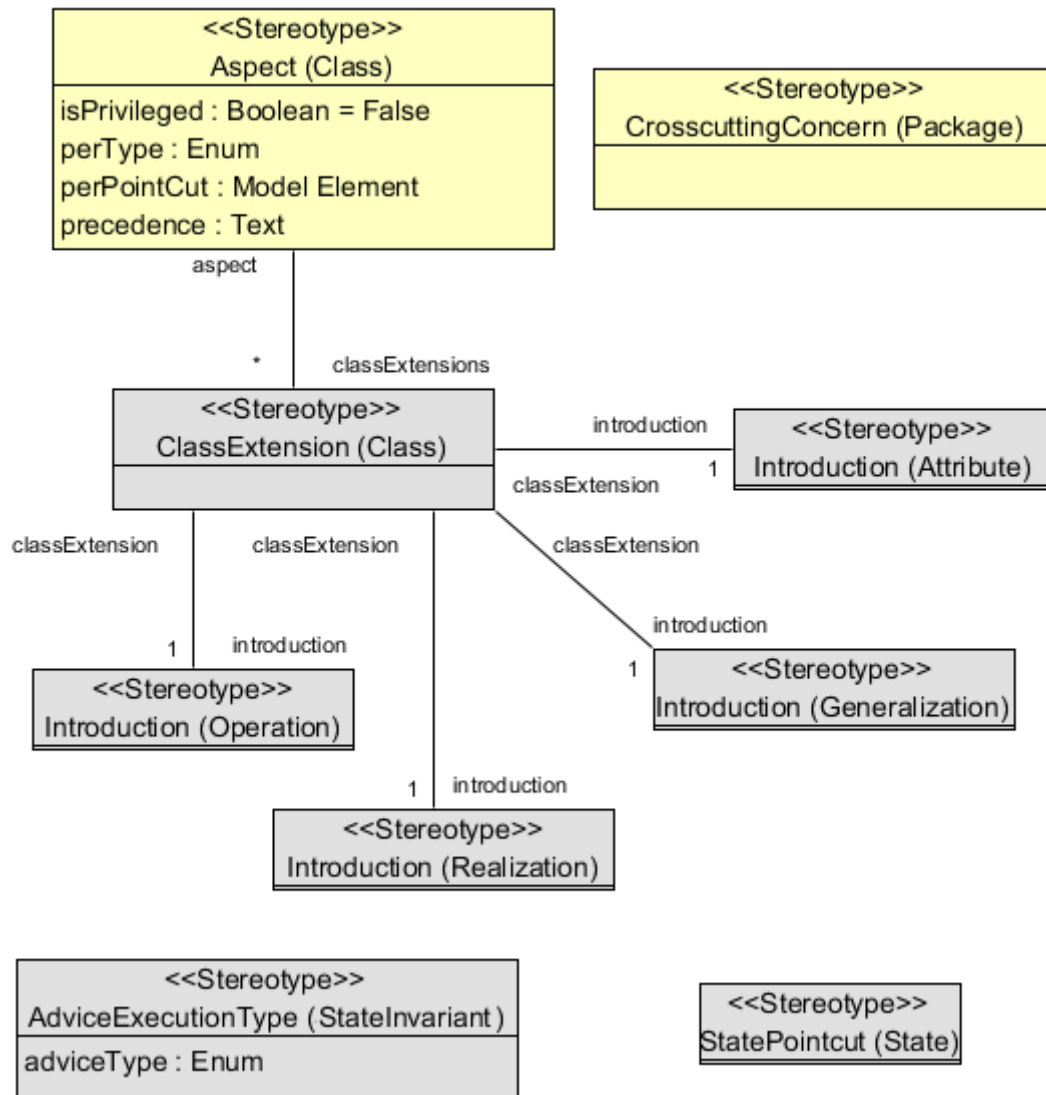 <<Stereotype>>
Aspect (Class)
isPrivileged : Boolean = False
perType : Enum
perPointCut : Model Element
precedence : Text
<<Stereotype>>
CrosscuttingConcern (Package)
aspect
* classExtensions
<<Stereotype>>
ClassExtension (Class)
introduction
1
classExtension
<<Stereotype>>
Introduction (Attribute)
classExtension
classExtension
classExtension
1 introduction
<<Stereotype>>
Introduction (Operation)
introduction
1
<<Stereotype>>
Introduction (Generalization)
1 introduction
<<Stereotype>>
Introduction (Realization)
<<Stereotype>>
AdviceExecutionType (StateInvariant)
adviceType : Enum
<<Stereotype>>
StatePointcut (State)